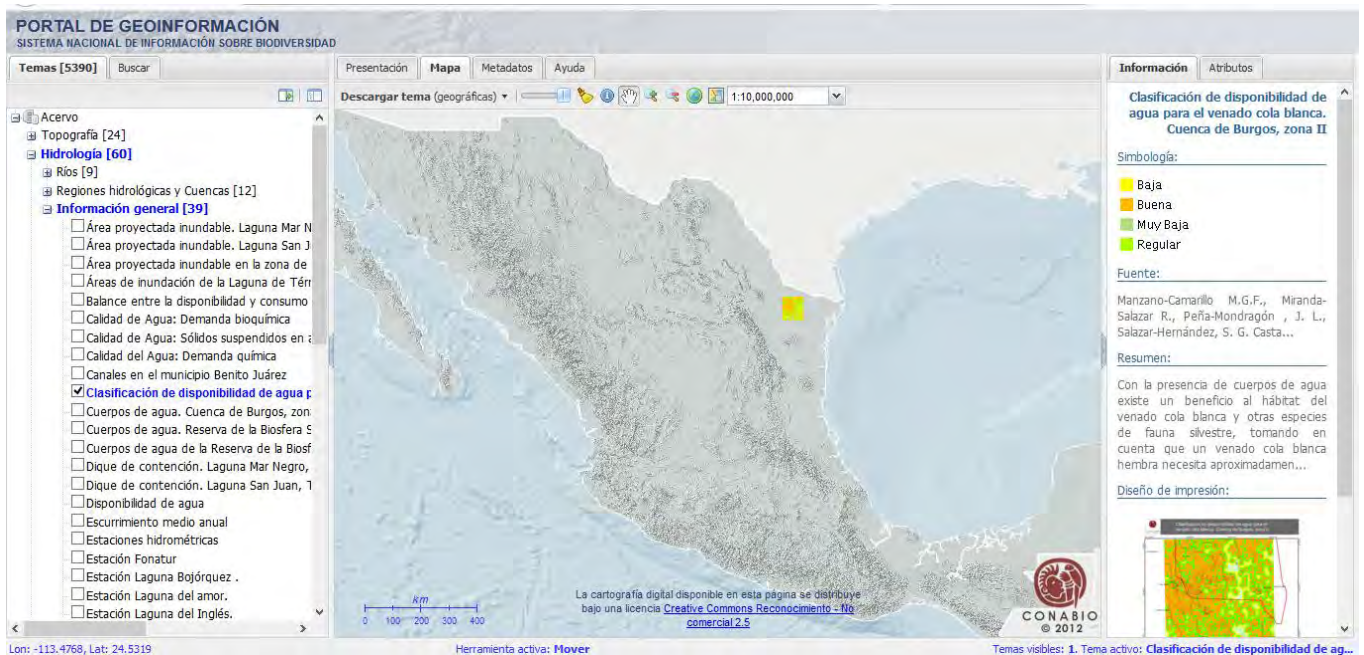 PORTAL DE GEOINFORMACIÓN
SISTEMA NACIONAL DE INFORMACIÓN SOBRE BIODIVERSIDAD
Temas [5390]
Buscar
Acervo
Topografía [24]
Hidrología [60]
Ríos [9]
Regiones hidrológicas y Cuencas [12]
Información general [39]
Área proyectada inundable. Laguna Mar N
Área proyectada inundable. Laguna San J
Área proyectada inundable en la zona de
Áreas de inundación de la Laguna de Térr
Balance entre la disponibilidad y consumo
Calidad de Agua: Demanda bioquímica
Calidad de Agua: Sólidos suspendidos en a
Calidad del Agua: Demanda química
Canales en el municipio Benito Juárez
Clasificación de disponibilidad de agua p
Cuerpos de agua. Cuenca de Burgos, zon
Cuerpos de agua. Reserva de la Biosfera S
Cuerpos de agua de la Reserva de la Biosf
Dique de contención. Laguna Mar Negro,
Dique de contención. Laguna San Juan, T
Disponibilidad de agua
Escurrimiento medio anual
Estaciones hidrométricas
Estación Fonatur
Estación Laguna Bojórquez .
Estación Laguna del amor.
Estación Laguna del Inglés.
Presentación
Mapa
Metadatos
Ayuda
Descargar tema (geográficas)
1:10,000,000
km
0 100 200 300 400
La cartografía digital disponible en esta página se distribuye
bajo una licencia Creative Commons Reconocimiento - No
comercial 2.5
CONABIO
© 2012
Información
Atributos
Clasificación de disponibilidad de
agua para el venado cola blanca.
Cuenca de Burgos, zona II
Simbología:
Baja
Buena
Muy Baja
Regular
Fuente:
Manzano-Camarillo M.G.F., Miranda-
Salazar R., Peña-Mondragón , J. L.,
Salazar-Hernández, S. G. Casta...
Resumen:
Con la presencia de cuerpos de agua
existe un beneficio al hábitat del
venado cola blanca y otras especies
de fauna silvestre, tomando en
cuenta que un venado cola blanca
hembra necesita aproximadamen...
Diseño de impresión:
Lon: -113.4768, Lat: 24.5319
Herramienta activa: Mover
Temas visibles: 1. Tema activo: Clasificación de disponibilidad de ag...